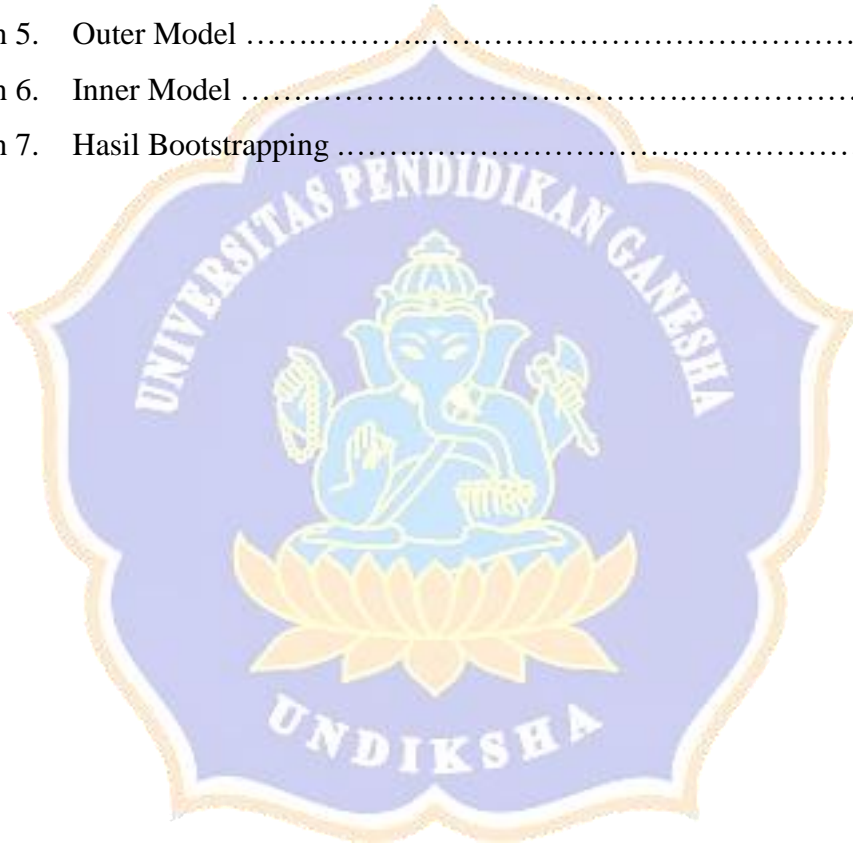 n 5. Outer Model …….………..……………………………………………
n 6. Inner Model …….………..……………….…………….………………
n 7. Hasil Bootstrapping …….………………………….………………
UNIVERSITAS PENDIDIKAN GANESHA
UNDIKSHA